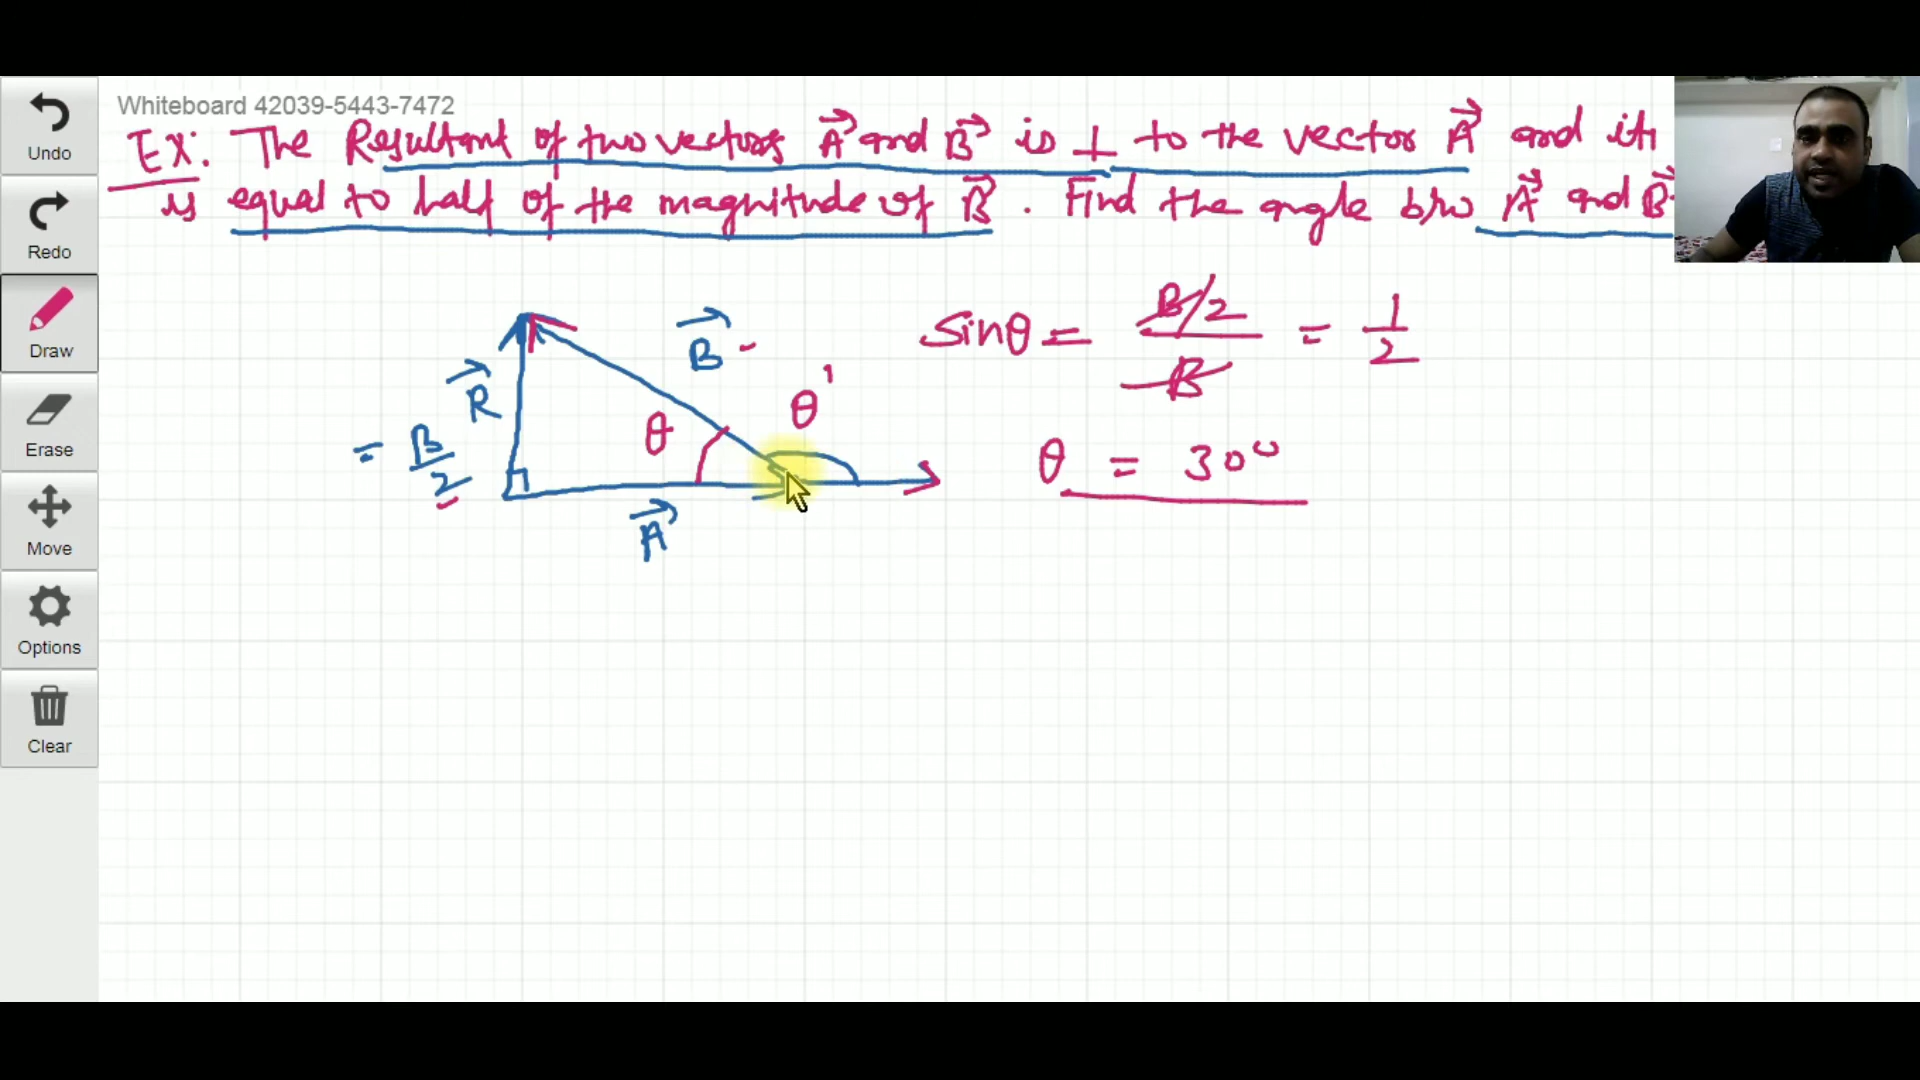 Whiteboard 42039-5443-7472
Ex: The Resultant of two vectors A⃗ and B⃗ is ⊥ to the vector A⃗ and its
is equal to half of the magnitude of B⃗. Find the angle b/w A⃗ and B⃗
Undo
Redo
Draw
Erase
Move
Options
Clear
R⃗
= B/2
B⃗
θ
θ'
A⃗
Sinθ = B/2 / B = 1/2
θ = 30°